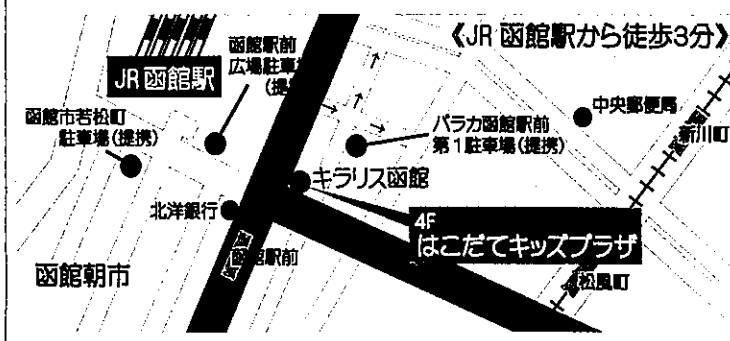 《JR 函館駅から徒歩3分》
JR 函館駅
函館駅前
広場駐車場
(提
函館市若松町
駐車場(提携)
中央郵便局
新川町
パラカ函館駅前
第1駐車場(提携)
キラリス函館
北洋銀行
4F
はこだてキッズプラザ
函館駅前
函館朝市
松風町